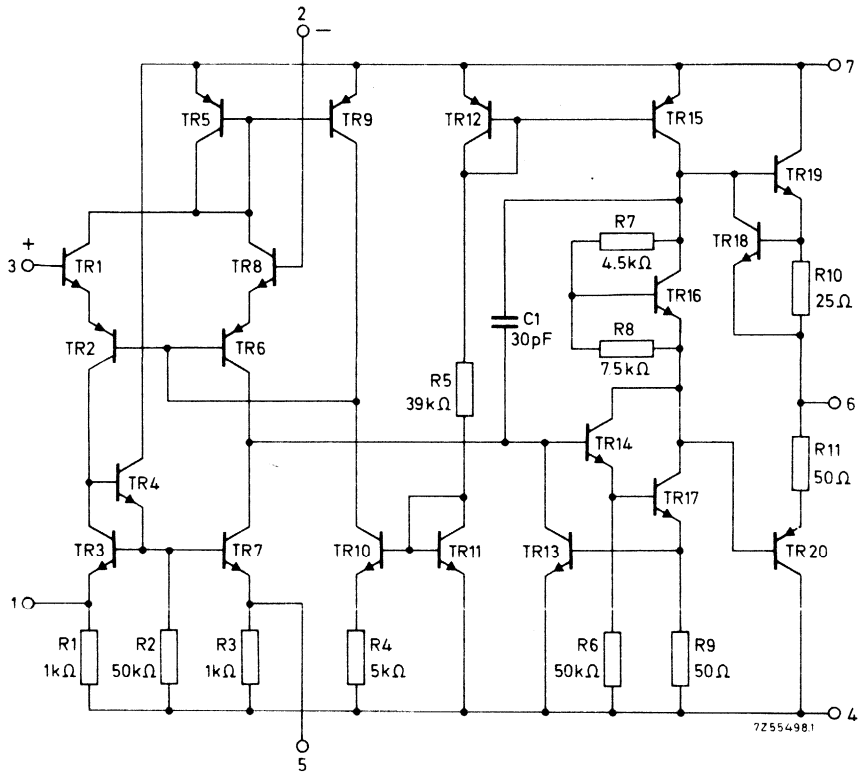 2
−
7
TR5
TR9
TR12
TR15
TR19
+
3
TR1
TR8
R7
4.5kΩ
TR18
R10
25Ω
TR16
C1
30pF
R8
7.5kΩ
TR2
TR6
R5
39kΩ
6
TR14
R11
50Ω
TR4
TR17
TR3
TR7
TR10
TR11
TR13
TR20
1
R1
1kΩ
R2
50kΩ
R3
1kΩ
R4
5kΩ
R6
50kΩ
R9
50Ω
4
7Z55498.1
5